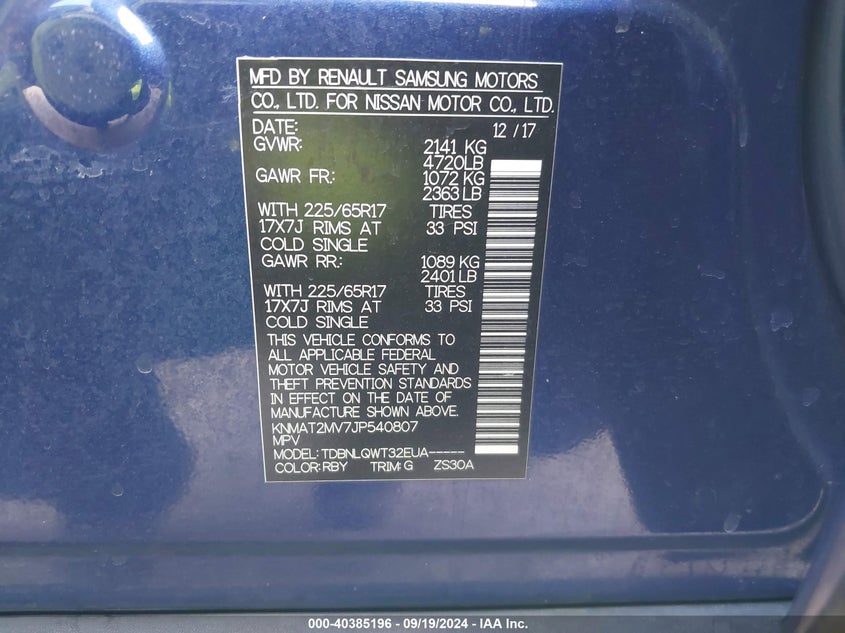 MFD BY RENAULT SAMSUNG MOTORS
CO., LTD. FOR NISSAN MOTOR CO., LTD.
DATE: 12 / 17
GVWR: 2141 KG
4720LB
GAWR FR.: 1072 KG
2363 LB
WITH 225/65R17 TIRES
17X7J RIMS AT 33 PSI
COLD SINGLE
GAWR RR.: 1089 KG
2401 LB
WITH 225/65R17 TIRES
17X7J RIMS AT 33 PSI
COLD SINGLE
THIS VEHICLE CONFORMS TO
ALL APPLICABLE FEDERAL
MOTOR VEHICLE SAFETY AND
THEFT PREVENTION STANDARDS
IN EFFECT ON THE DATE OF
MANUFACTURE SHOWN ABOVE.
KNMAT2MV7JP540807
MPV
MODEL: TDBNLQWT32EUA-----
COLOR: RBY TRIM: G ZS30A
000-40385196 - 09/19/2024 - IAA Inc.